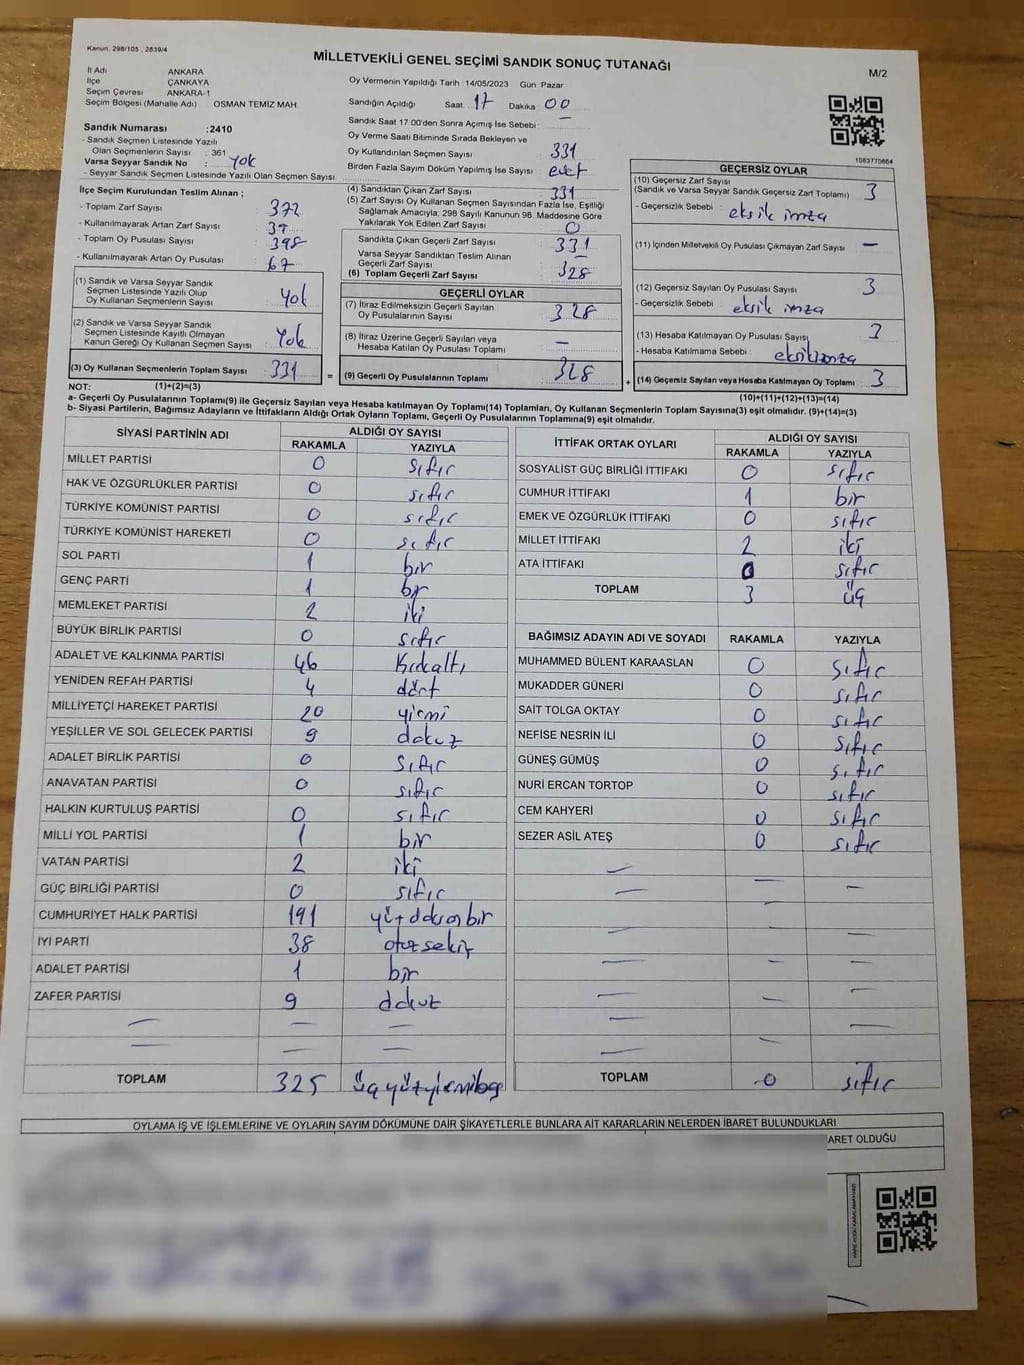 Kanun. 298/105 , 2839/4
MİLLETVEKİLİ GENEL SEÇİMİ SANDIK SONUÇ TUTANAĞI
M/2
İl Adı ANKARA
İlçe ÇANKAYA
Seçim Çevresi ANKARA-1
Seçim Bölgesi (Mahalle Adı) OSMAN TEMİZ MAH
Oy Vermenin Yapıldığı Tarih :14/05/2023 Gün Pazar
Sandığın Açıldığı Saat: 17 Dakika 00
Sandık Saat 17:00'den Sonra Açımış İse Sebebi: —
Sandık Numarası :2410
- Sandık Seçmen Listesinde Yazılı
Olan Seçmenlerin Sayısı : 361
Varsa Seyyar Sandık No : Yok
- Seyyar Sandık Seçmen Listesinde Yazılı Olan Seçmen Sayısı:
Oy Verme Saati Bitiminde Sırada Bekleyen ve
Oy Kullandırılan Seçmen Sayısı : 331
Birden Fazla Sayım Döküm Yapılmış İse Sayısı : evet
1083770864
İlçe Seçim Kurulundan Teslim Alınan ;
- Toplam Zarf Sayısı : 372
- Kullanılmayarak Artan Zarf Sayısı : 37
- Toplam Oy Pusulası Sayısı : 398
- Kullanılmayarak Artan Oy Pusulası : 67
(4) Sandıktan Çıkan Zarf Sayısı : 331
(5) Zarf Sayısı Oy Kullanan Seçmen Sayısından Fazla İse, Eşitliği
Sağlamak Amacıyla; 298 Sayılı Kanunun 98. Maddesine Göre
Yakılarak Yok Edilen Zarf Sayısı : 0
Sandıkta Çıkan Geçerli Zarf Sayısı : 331
Varsa Seyyar Sandıktan Teslim Alınan
Geçerli Zarf Sayısı : —
(6) Toplam Geçerli Zarf Sayısı : 328
GEÇERSİZ OYLAR
(10) Geçersiz Zarf Sayısı
(Sandık ve Varsa Seyyar Sandık Geçersiz Zarf Toplamı) : 3
- Geçersizlik Sebebi : eksik imza
(11) İçinden Milletvekili Oy Pusulası Çıkmayan Zarf Sayısı : —
(12) Geçersiz Sayılan Oy Pusulası Sayısı : 3
- Geçersizlik Sebebi : eksik imza
(13) Hesaba Katılmayan Oy Pusulası Sayısı : 3
- Hesaba Katılmama Sebebi : eksik imza
(14) Geçersiz Sayılan veya Hesaba Katılmayan Oy Toplamı : 3
(10)+(11)+(12)+(13)=(14)
(1) Sandık ve Varsa Seyyar Sandık
Seçmen Listesinde Yazılı Olup
Oy Kullanan Seçmenlerin Sayısı : Yok
(2) Sandık ve Varsa Seyyar Sandık
Seçmen Listesinde Kayıtlı Olmayan
Kanun Gereği Oy Kullanan Seçmen Sayısı : Yok
(3) Oy Kullanan Seçmenlerin Toplam Sayısı : 331
GEÇERLİ OYLAR
(7) İtiraz Edilmeksizin Geçerli Sayılan
Oy Pusulalarının Sayısı : 328
(8) İtiraz Üzerine Geçerli Sayılan veya
Hesaba Katılan Oy Pusulası Toplamı : —
= (9) Geçerli Oy Pusulalarının Toplamı : 328 +
NOT: (1)+(2)=(3)
a- Geçerli Oy Pusulalarının Toplamı(9) ile Geçersiz Sayılan veya Hesaba katılmayan Oy Toplamı(14) Toplamları, Oy Kullanan Seçmenlerin Toplam Sayısına(3) eşit olmalıdır. (9)+(14)=(3)
b- Siyasi Partilerin, Bağımsız Adayların ve İttifakların Aldığı Ortak Oyların Toplamı, Geçerli Oy Pusulalarının Toplamına(9) eşit olmalıdır.
SİYASİ PARTİNİN ADI ALDIĞI OY SAYISI
RAKAMLA YAZIYLA
MİLLET PARTİSİ 0 sıfır
HAK VE ÖZGÜRLÜKLER PARTİSİ 0 sıfır
TÜRKİYE KOMÜNİST PARTİSİ 0 sıfır
TÜRKİYE KOMÜNİST HAREKETİ 0 sıfır
SOL PARTİ 1 bir
GENÇ PARTİ 1 bir
MEMLEKET PARTİSİ 2 iki
BÜYÜK BİRLİK PARTİSİ 0 sıfır
ADALET VE KALKINMA PARTİSİ 46 kırkaltı
YENİDEN REFAH PARTİSİ 4 dört
MİLLİYETÇİ HAREKET PARTİSİ 20 yirmi
YEŞİLLER VE SOL GELECEK PARTİSİ 9 dokuz
ADALET BİRLİK PARTİSİ 0 sıfır
ANAVATAN PARTİSİ 0 sıfır
HALKIN KURTULUŞ PARTİSİ 0 sıfır
MİLLİ YOL PARTİSİ 1 bir
VATAN PARTİSİ 2 iki
GÜÇ BİRLİĞİ PARTİSİ 0 sıfır
CUMHURİYET HALK PARTİSİ 191 yüzdoksanbir
İYİ PARTİ 38 otuzsekiz
ADALET PARTİSİ 1 bir
ZAFER PARTİSİ 9 dokuz
TOPLAM 325 üçyüzyirmibeş
İTTİFAK ORTAK OYLARI ALDIĞI OY SAYISI
RAKAMLA YAZIYLA
SOSYALİST GÜÇ BİRLİĞİ İTTİFAKI 0 sıfır
CUMHUR İTTİFAKI 1 bir
EMEK VE ÖZGÜRLÜK İTTİFAKI 0 sıfır
MİLLET İTTİFAKI 2 iki
ATA İTTİFAKI 0 sıfır
TOPLAM 3 üç
BAĞIMSIZ ADAYIN ADI VE SOYADI RAKAMLA YAZIYLA
MUHAMMED BÜLENT KARAASLAN 0 sıfır
MUKADDER GÜNERİ 0 sıfır
SAİT TOLGA OKTAY 0 sıfır
NEFİSE NESRİN İLİ 0 sıfır
GÜNEŞ GÜMÜŞ 0 sıfır
NURİ ERCAN TORTOP 0 sıfır
CEM KAHYERİ 0 sıfır
SEZER ASİL ATEŞ 0 sıfır
TOPLAM 0 sıfır
OYLAMA İŞ VE İŞLEMLERİNE VE OYLARIN SAYIM DÖKÜMÜNE DAİR ŞİKAYETLERLE BUNLARA AİT KARARLARIN NELERDEN İBARET BULUNDUKLARI
ARET OLDUĞU